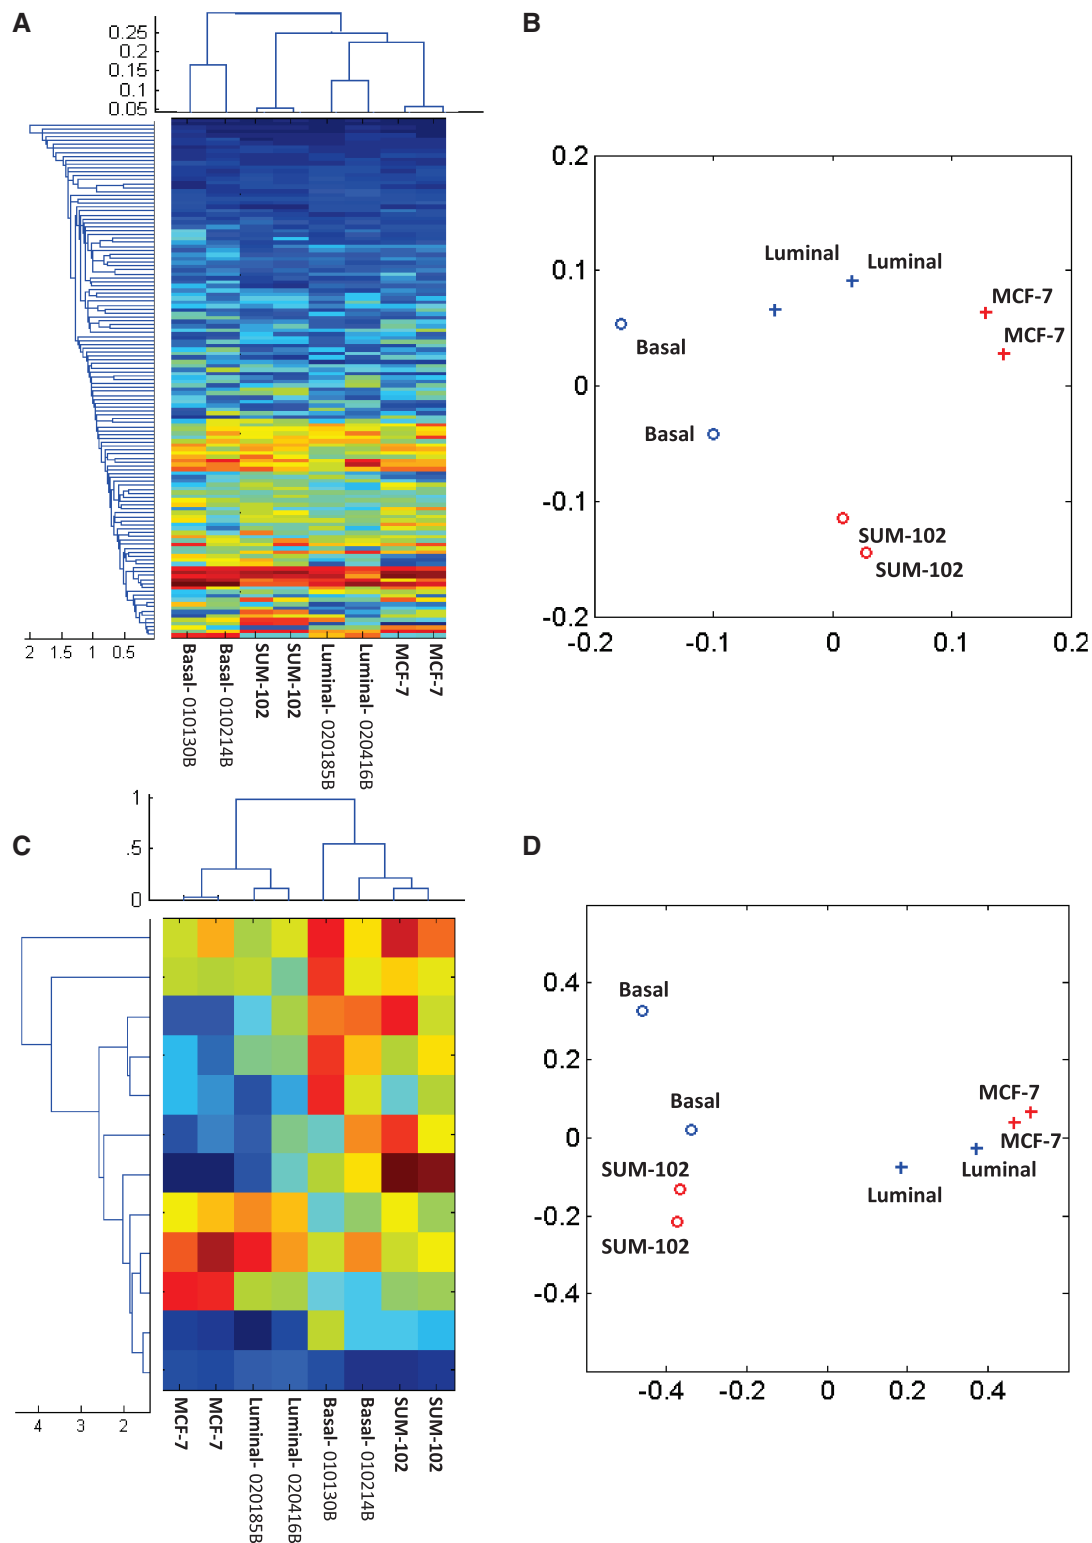 A
0.25
0.2
0.15
0.1
0.05
2 1.5 1 0.5
Basal- 010130B
Basal- 010214B
SUM-102
SUM-102
Luminal- 020185B
Luminal- 020416B
MCF-7
MCF-7
B
0.2
0.1
0
-0.1
-0.2
-0.2 -0.1 0 0.1 0.2
Luminal
Luminal
MCF-7
MCF-7
Basal
Basal
SUM-102
SUM-102
C
1
.5
0
4 3 2
MCF-7
MCF-7
Luminal- 020185B
Luminal- 020416B
Basal- 010130B
Basal- 010214B
SUM-102
SUM-102
D
0.4
0.2
0
-0.2
-0.4
-0.4 -0.2 0 0.2 0.4
Basal
Basal
MCF-7
MCF-7
SUM-102
Luminal
Luminal
SUM-102